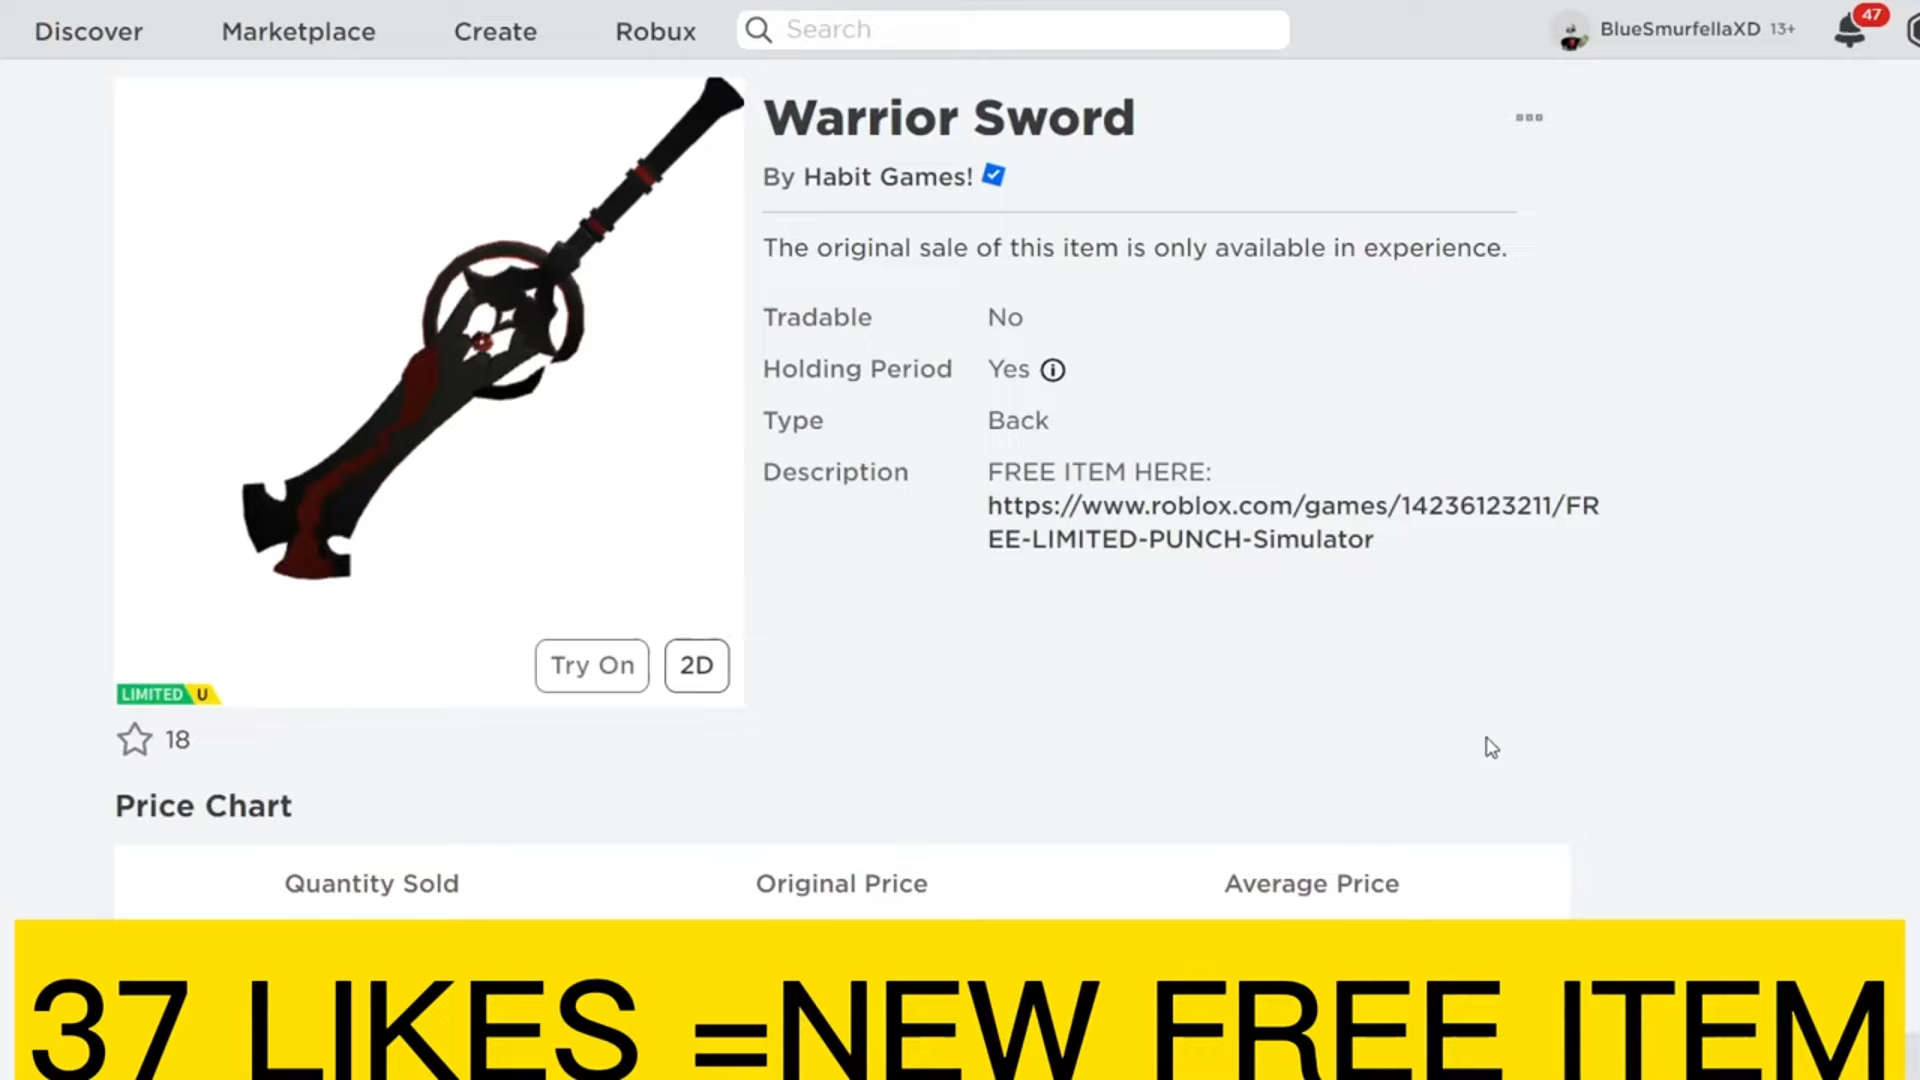 Discover
Marketplace
Create
Robux
Search
BlueSmurfellaXD 13+
47
Warrior Sword
By Habit Games!
The original sale of this item is only available in experience.
Tradable No
Holding Period Yes
Type Back
Description FREE ITEM HERE:
https://www.roblox.com/games/14236123211/FR
EE-LIMITED-PUNCH-Simulator
Try On
2D
LIMITED U
18
Price Chart
Quantity Sold
Original Price
Average Price
37 LIKES =NEW FREE ITEM